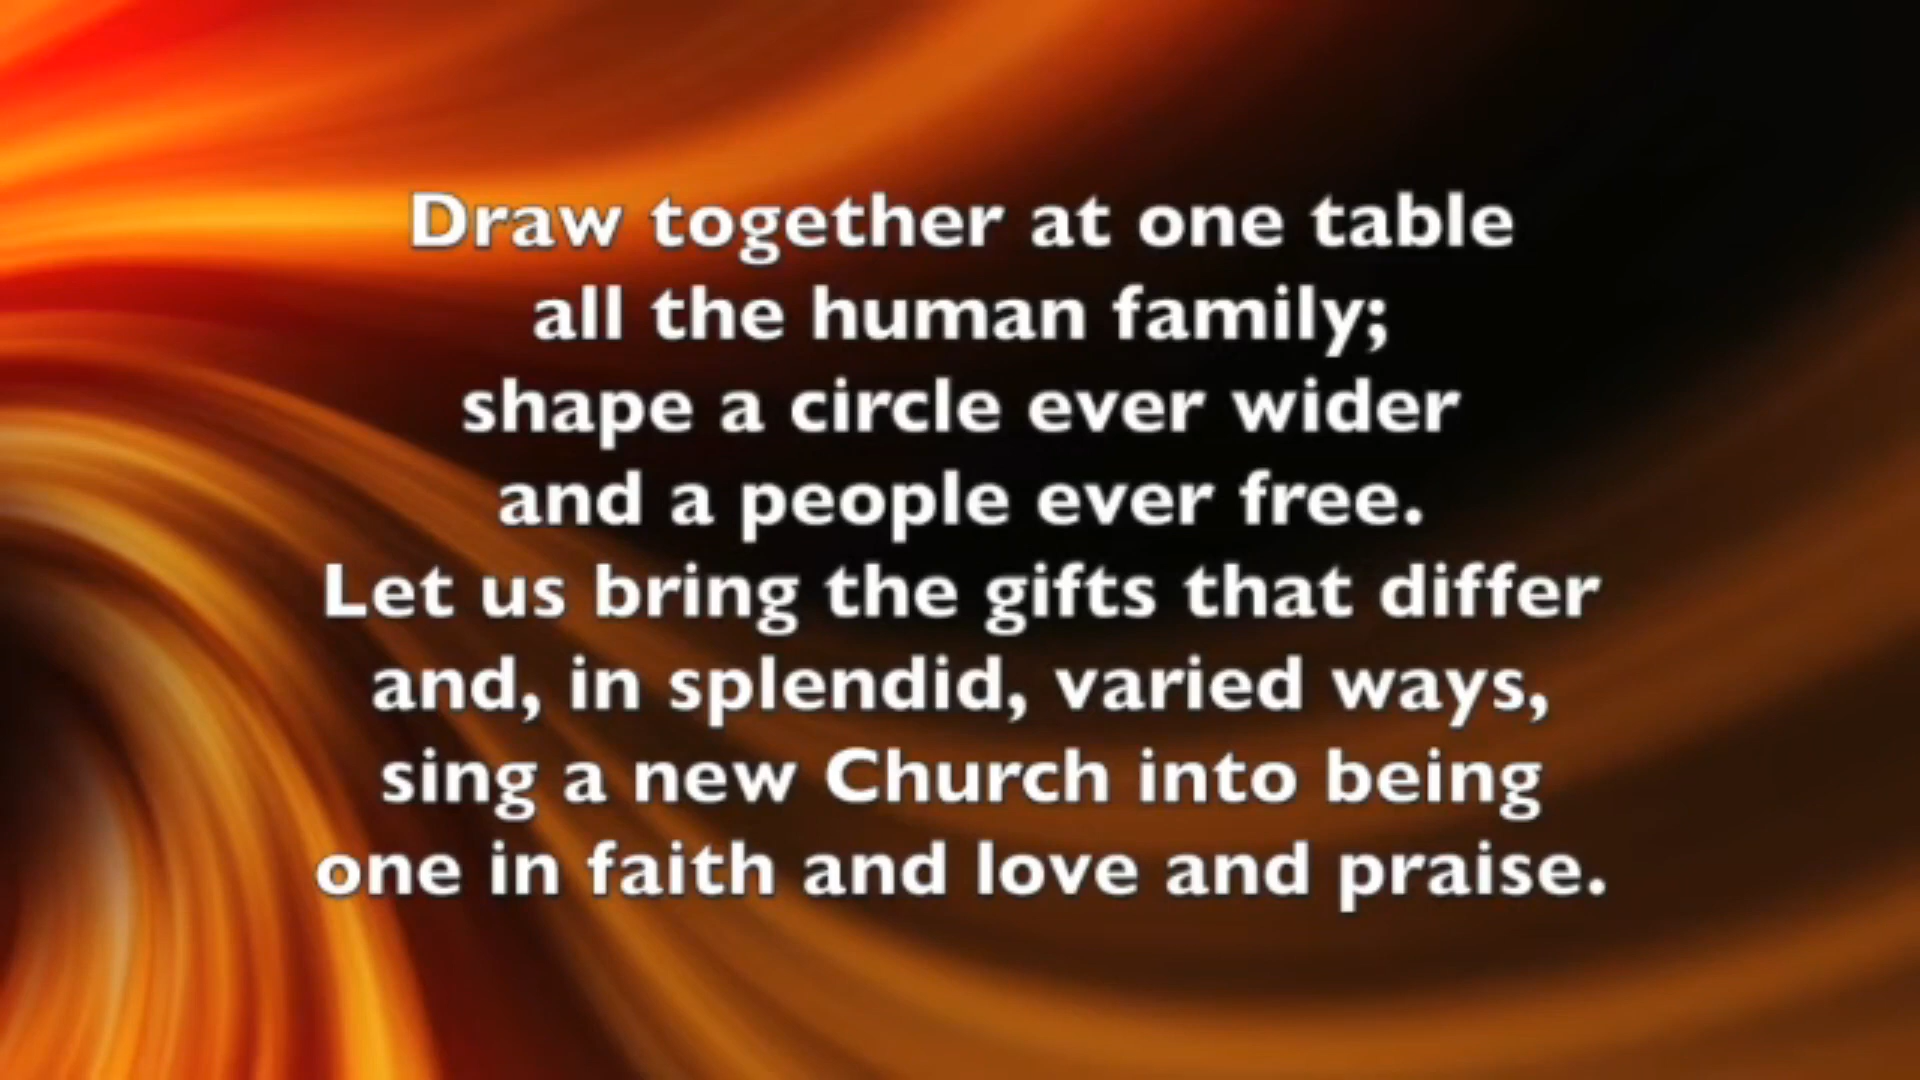 Draw together at one table
all the human family;
shape a circle ever wider
and a people ever free.
Let us bring the gifts that differ
and, in splendid, varied ways,
sing a new Church into being
one in faith and love and praise.